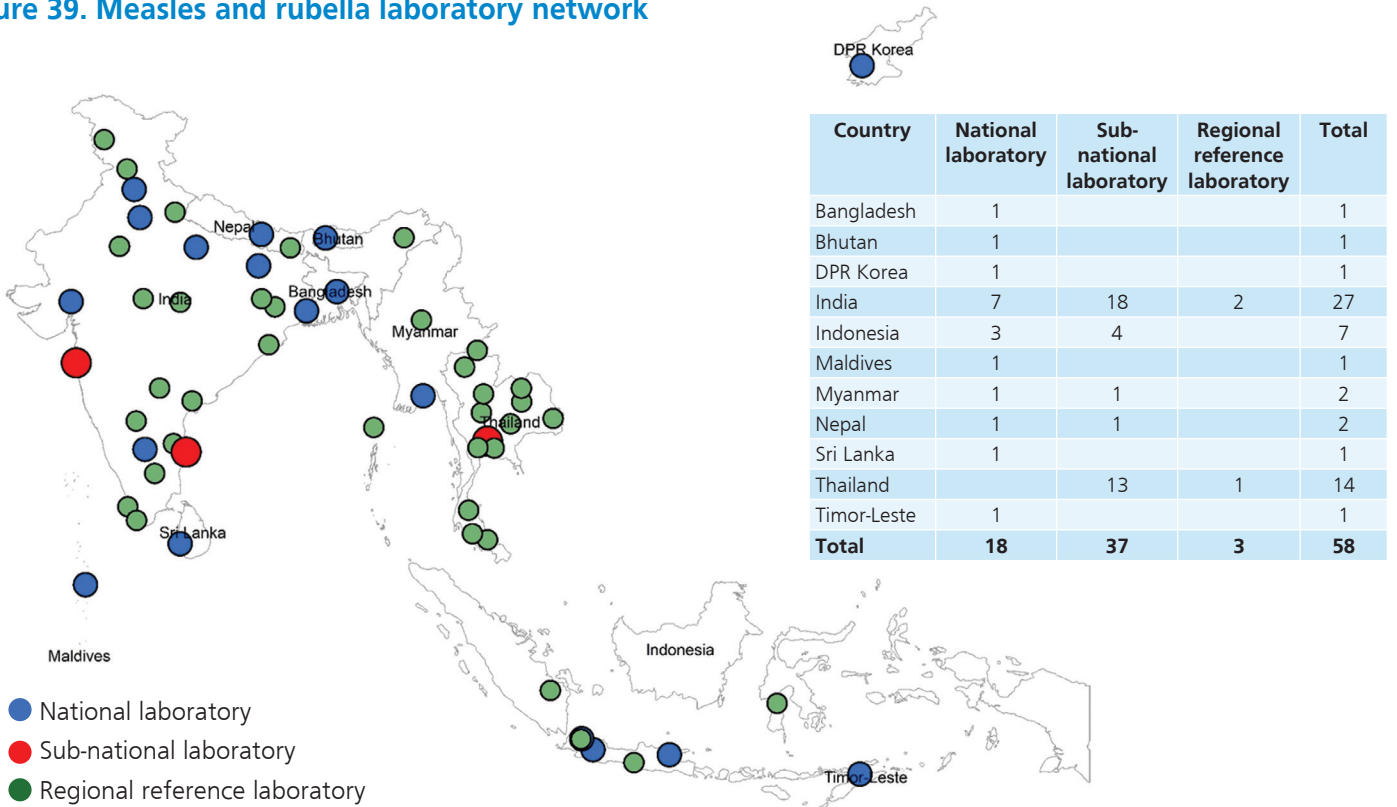 ure 39. Measles and rubella laboratory network
DPR Korea
Nepal
Bhutan
India
Bangladesh
Myanmar
Thailand
Sri Lanka
Maldives
Indonesia
Timor-Leste
Country National laboratory Sub-national laboratory Regional reference laboratory Total
Bangladesh 1 1
Bhutan 1 1
DPR Korea 1 1
India 7 18 2 27
Indonesia 3 4 7
Maldives 1 1
Myanmar 1 1 2
Nepal 1 1 2
Sri Lanka 1 1
Thailand 13 1 14
Timor-Leste 1 1
Total 18 37 3 58
National laboratory
Sub-national laboratory
Regional reference laboratory